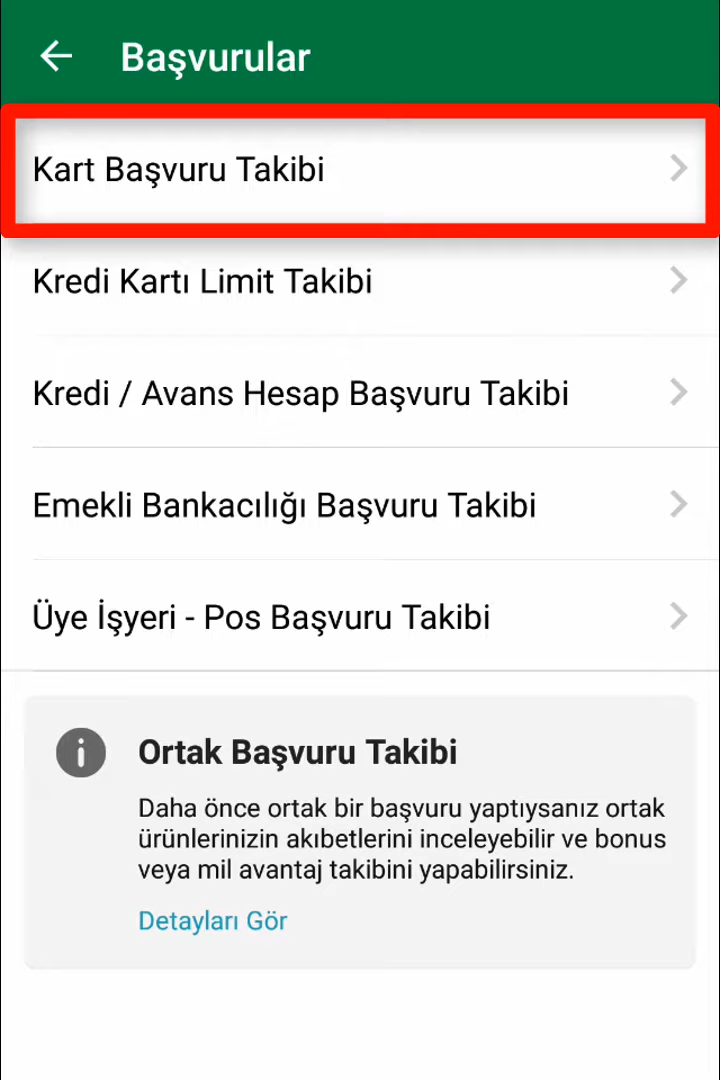 Başvurular
Kart Başvuru Takibi
Kredi Kartı Limit Takibi
Kredi / Avans Hesap Başvuru Takibi
Emekli Bankacılığı Başvuru Takibi
Üye İşyeri - Pos Başvuru Takibi
Ortak Başvuru Takibi
Daha önce ortak bir başvuru yaptıysanız ortak
ürünlerinizin akıbetlerini inceleyebilir ve bonus
veya mil avantaj takibini yapabilirsiniz.
Detayları Gör